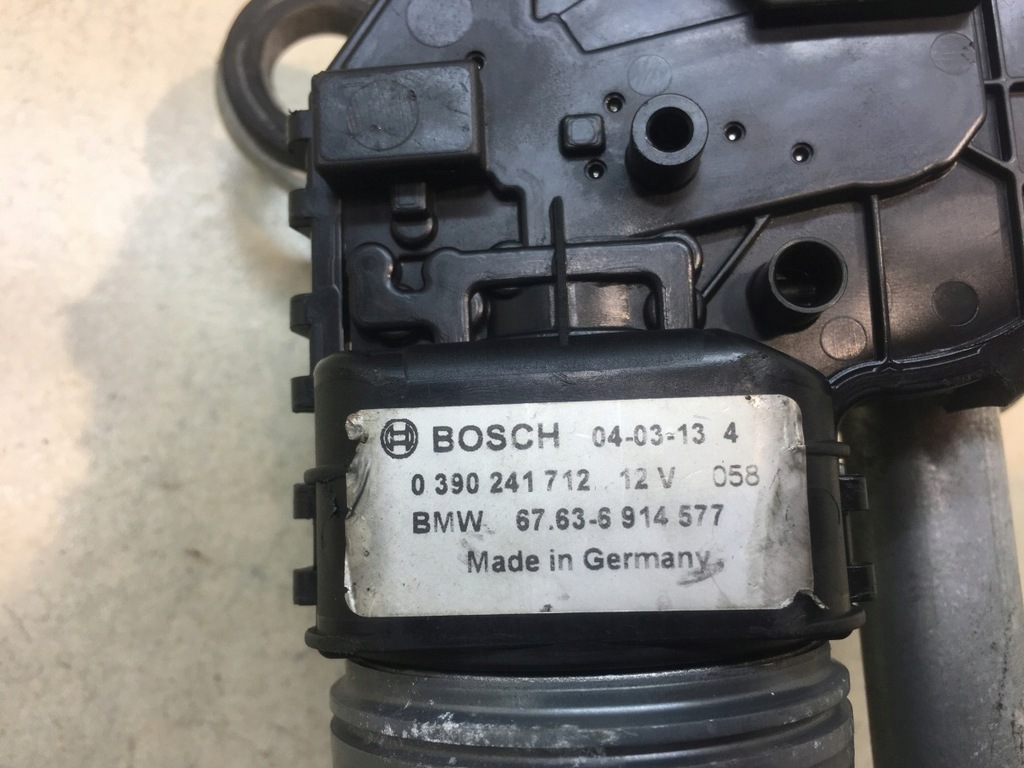 BOSCH 04-03-13 4
0 390 241 712 12 V 058
BMW 67.63-6 914 577
Made in Germany